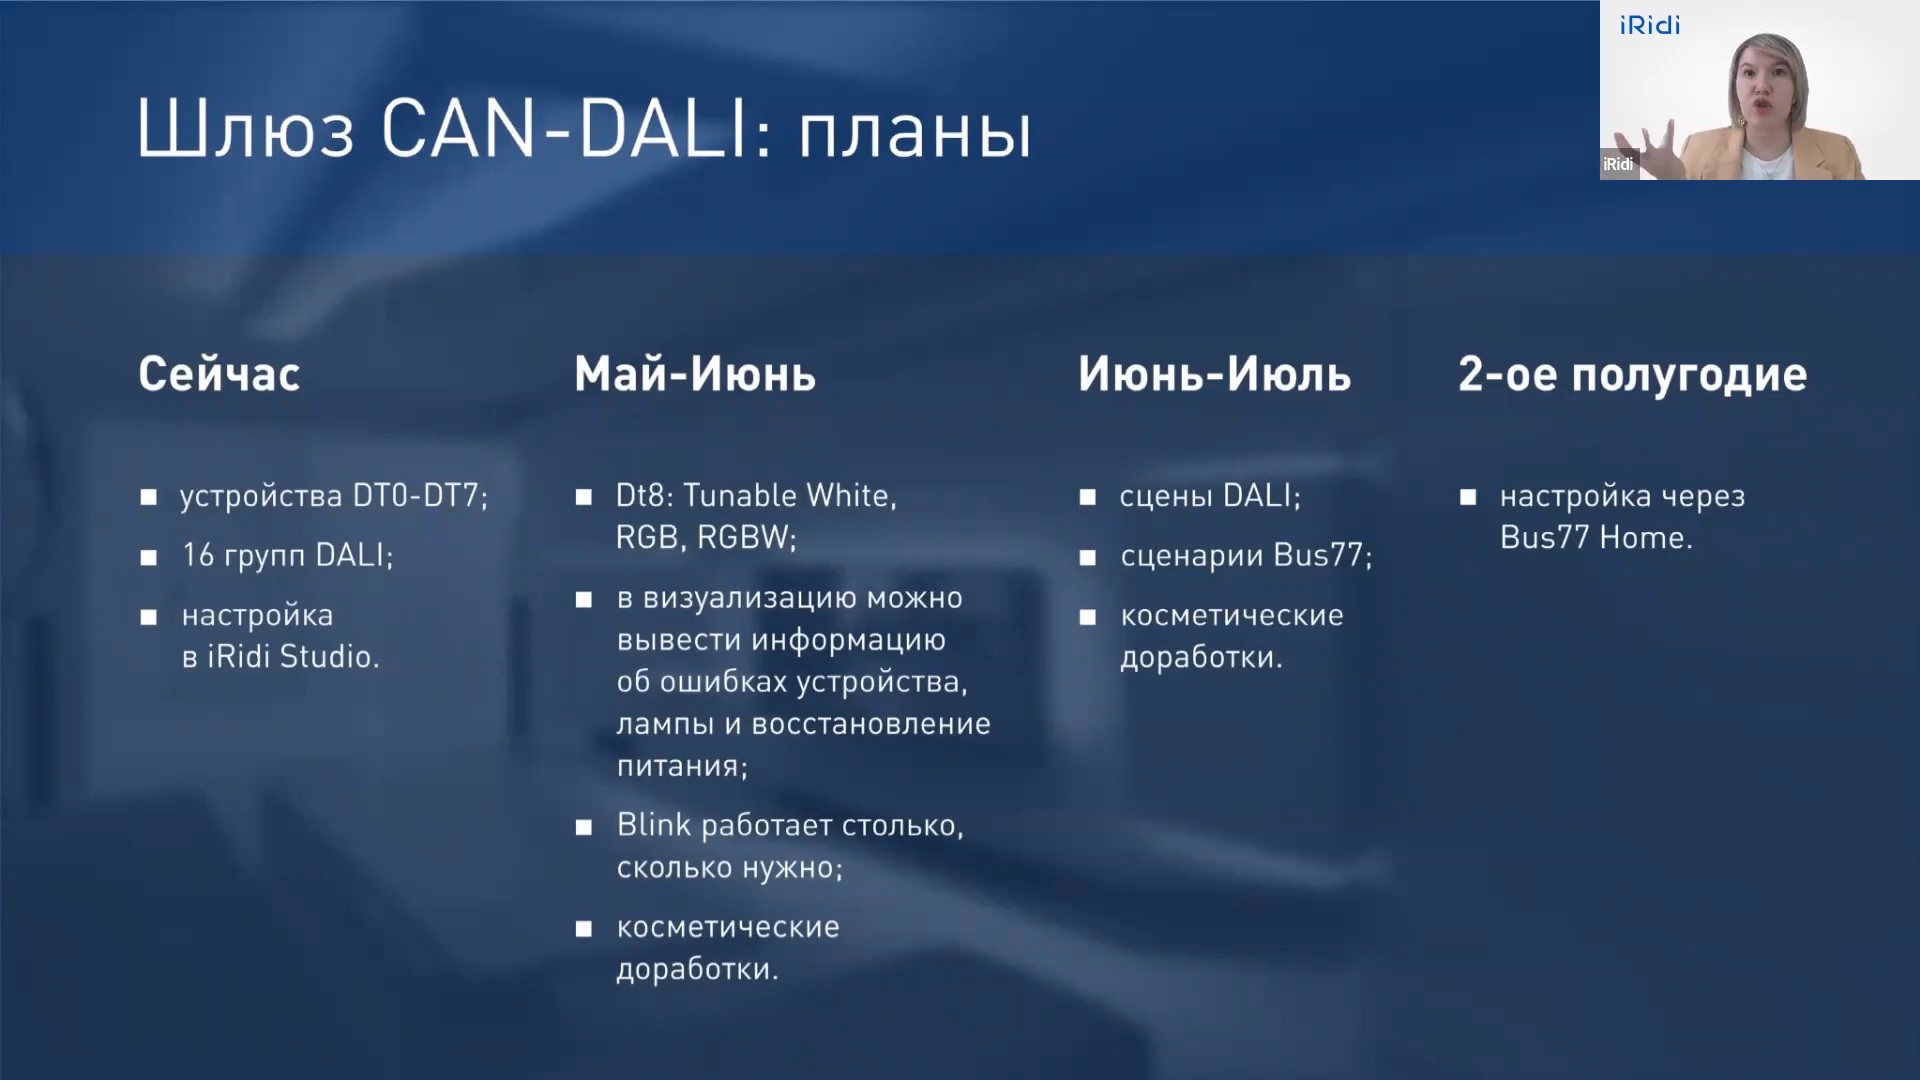 iRidi
iRidi
Шлюз CAN-DALI: планы
Сейчас
устройства DT0-DT7;
16 групп DALI;
настройка
в iRidi Studio.
Май-Июнь
Dt8: Tunable White,
RGB, RGBW;
в визуализацию можно
вывести информацию
об ошибках устройства,
лампы и восстановление
питания;
Blink работает столько,
сколько нужно;
косметические
доработки.
Июнь-Июль
сцены DALI;
сценарии Bus77;
косметические
доработки.
2-ое полугодие
настройка через
Bus77 Home.